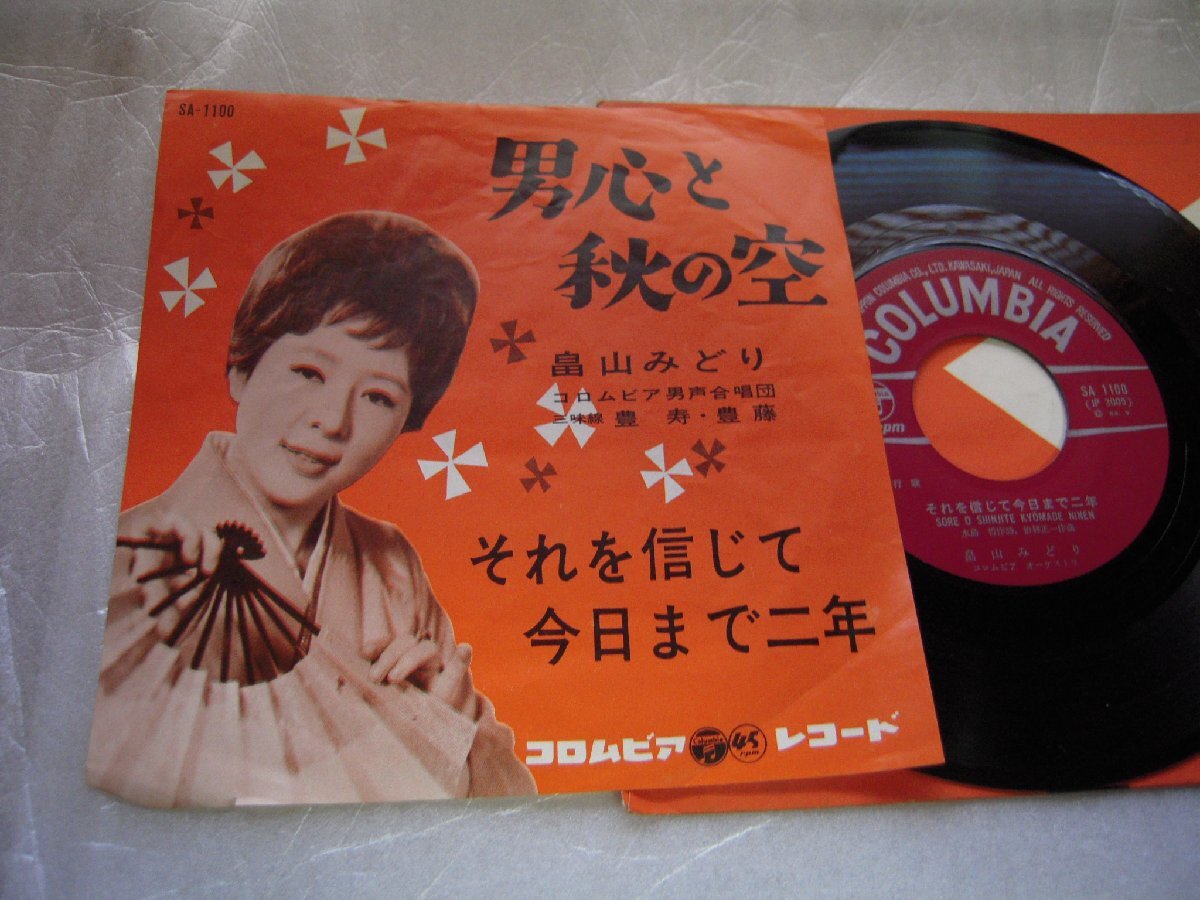 SA-1100
男心と
秋の空
畠山みどり
コロムビア男声合唱団
三味線 豊 寿・豊藤
それを信じて
今日まで二年
コロムビア Columbia 45 rpm レコード
NIPPON COLUMBIA CO., LTD. KAWASAKI, JAPAN ALL RIGHTS RESERVED
COLUMBIA
SA 1100
rpm
それを信じて今日まで二年
SORE O SHINJITE KYOMADE NINEN
畠山みどり
コロムビア オーケストラ